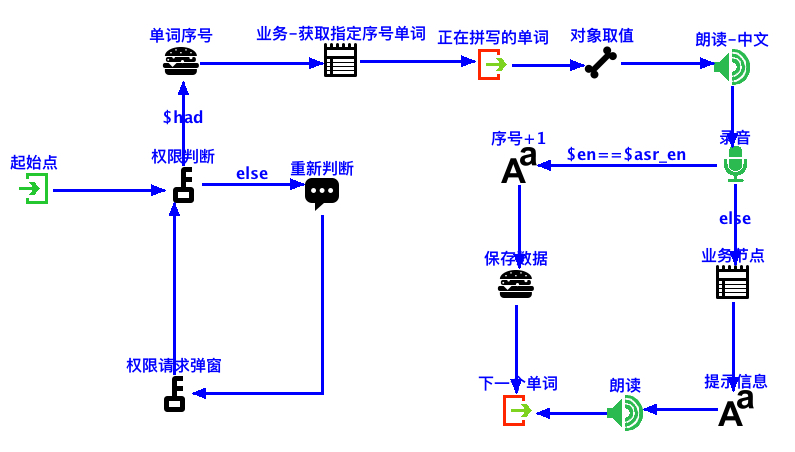 单词序号
业务-获取指定序号单词
正在拼写的单词
对象取值
朗读-中文
$had
序号+1
$en==$asr_en
录音
起始点
权限判断
else
重新判断
else
保存数据
业务节点
权限请求弹窗
下一个单词
朗读
提示信息